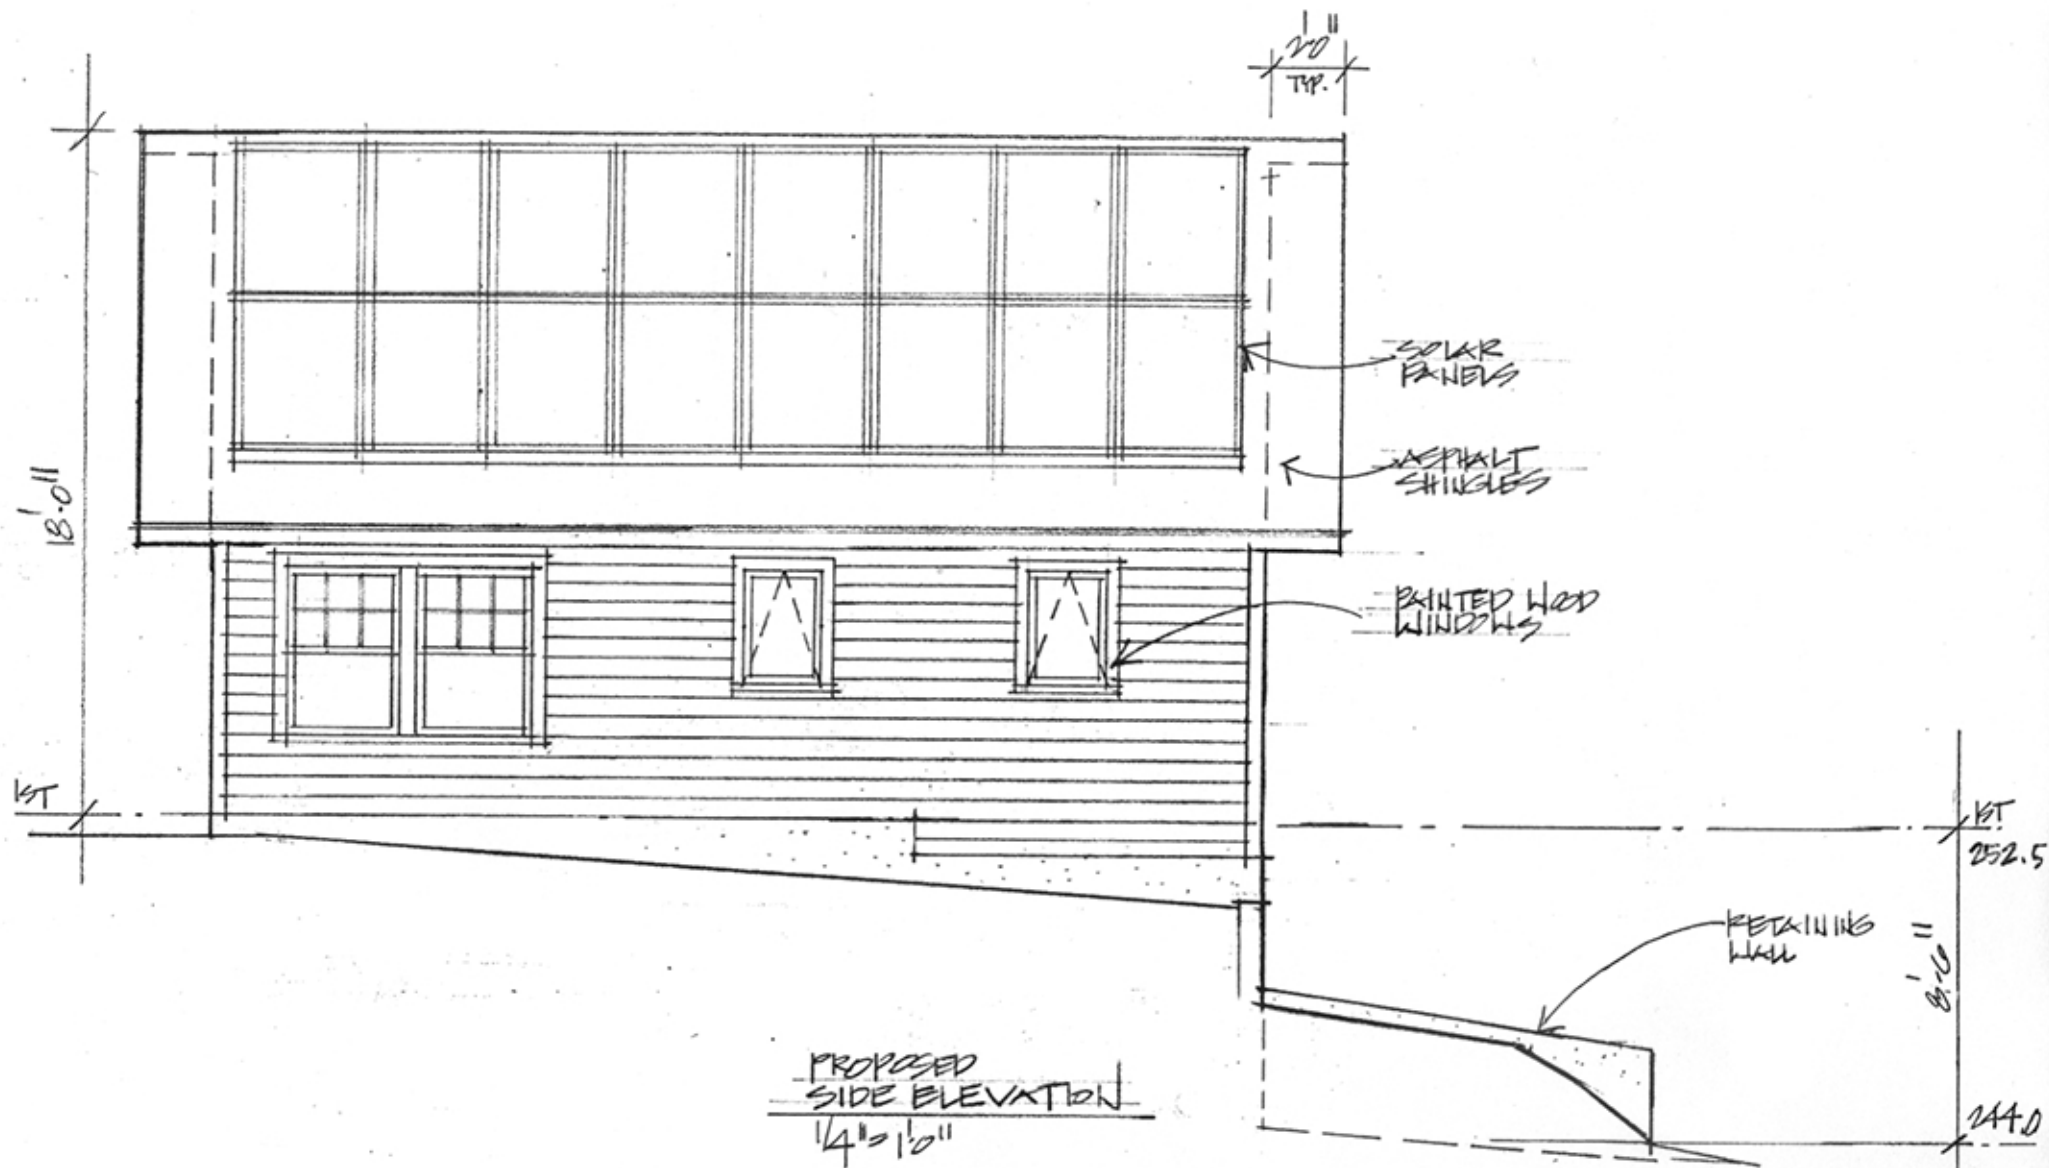 2'0"
TYP.
18'-0"
SOLAR
PANELS
ASPHALT
SHINGLES
PAINTED WOOD
WINDOWS
1ST
1ST
252.5
RETAINING
WALL
8'-6"
PROPOSED
SIDE ELEVATION
1/4"=1'0"
244.0